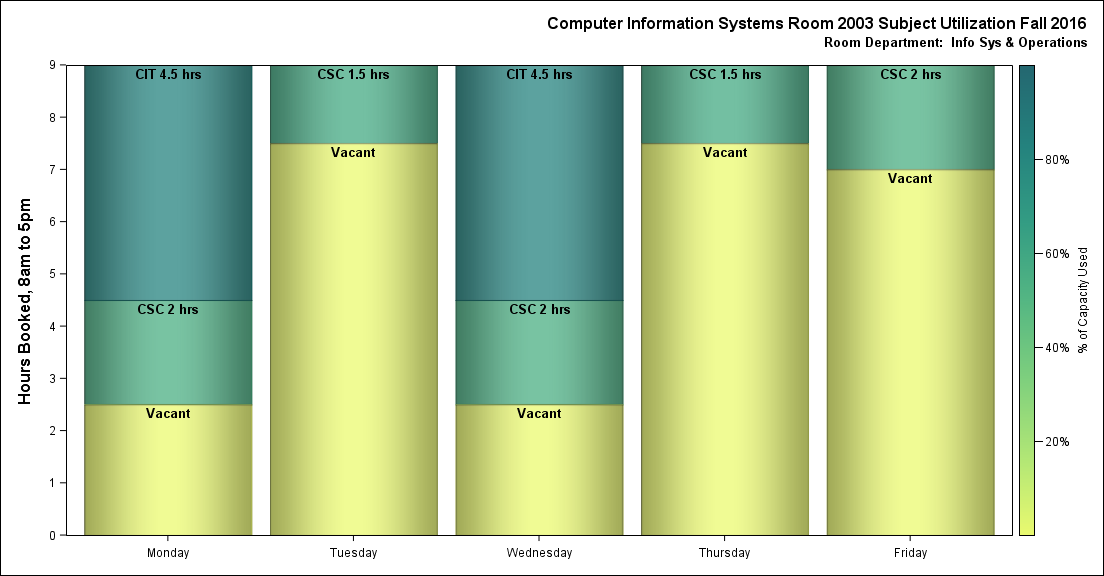 Computer Information Systems Room 2003 Subject Utilization Fall 2016
Room Department: Info Sys & Operations
Hours Booked, 8am to 5pm
9
8
7
6
5
4
3
2
1
0
CIT 4.5 hrs
CSC 2 hrs
Vacant
CSC 1.5 hrs
Vacant
CIT 4.5 hrs
CSC 2 hrs
Vacant
CSC 1.5 hrs
Vacant
CSC 2 hrs
Vacant
Monday
Tuesday
Wednesday
Thursday
Friday
80%
60%
40%
20%
% of Capacity Used